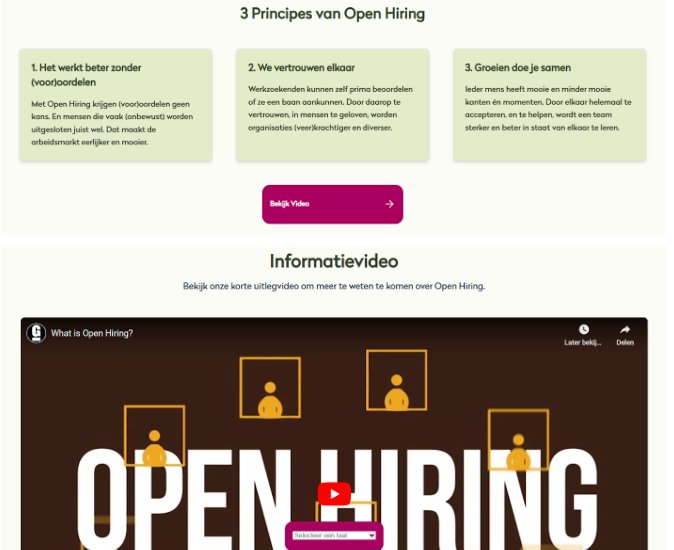 3 Principes van Open Hiring
1. Het werkt beter zonder
(voor)oordelen
Met Open Hiring krijgen (voor)oordelen geen
kans. En mensen die vaak (onbewust) worden
uitgesloten juist wel. Dat maakt de
arbeidsmarkt eerlijker en mooier.
2. We vertrouwen elkaar
Werkzoekenden kunnen zelf prima beoordelen
of ze een baan aankunnen. Door daarop te
vertrouwen, in mensen te geloven, worden
organisaties (veer)krachtiger en diverser.
3. Groeien doe je samen
Ieder mens heeft mooie en minder mooie
kanten én momenten. Door elkaar helemaal te
accepteren, en te helpen, wordt een team
sterker en beter in staat van elkaar te leren.
Bekijk Video
Informatievideo
Bekijk onze korte uitlegvideo om meer te weten te komen over Open Hiring.
G
What is Open Hiring?
Later bekij...
Delen
OPEN HIRING
Selecteer een taal